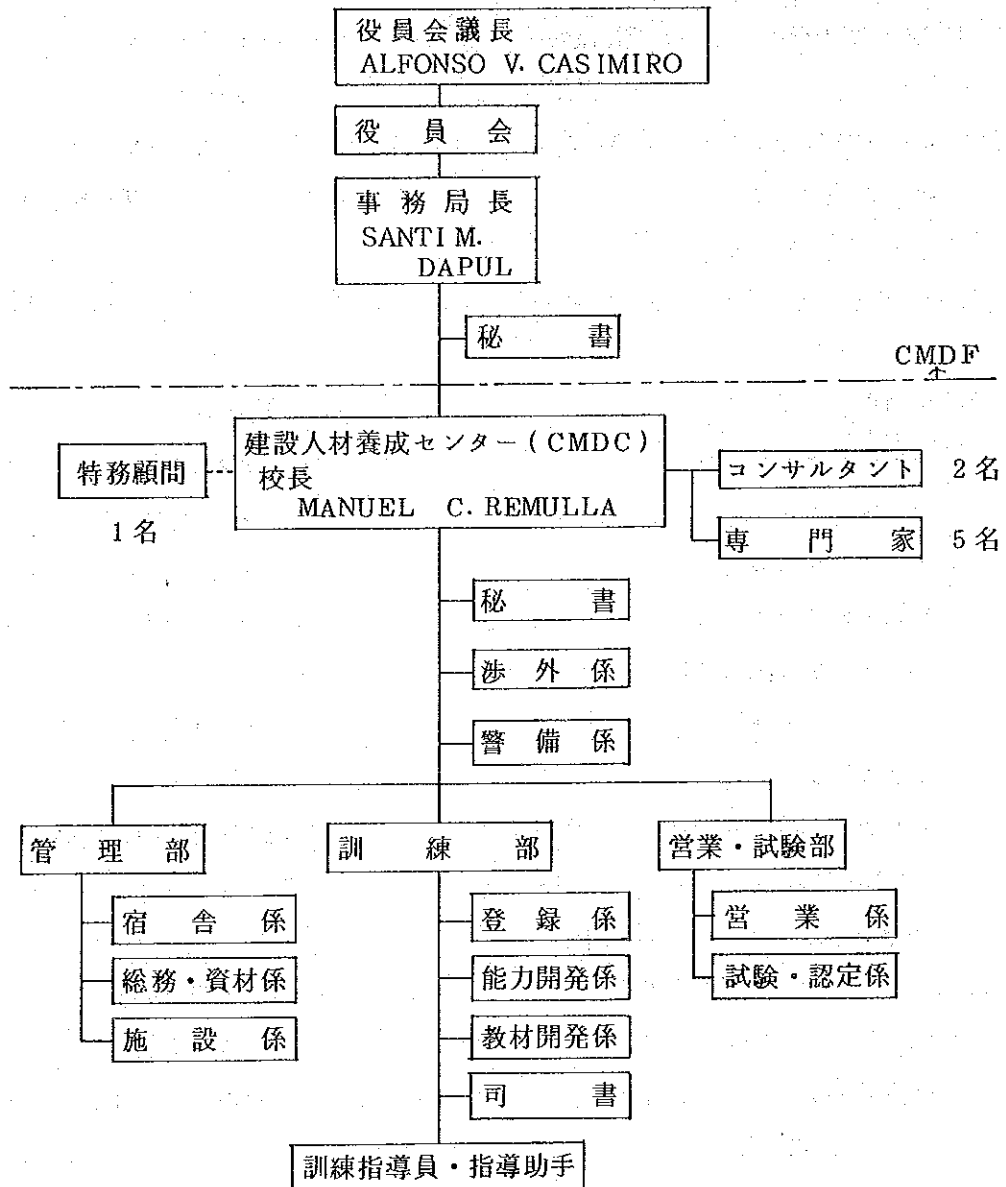 役員会議長
ALFONSO V. CASIMIRO
役員会
事務局長
SANTI M.
DAPUL
秘書
CMDF
建設人材養成センター(CMDC)
校長
MANUEL C. REMULLA
特務顧問
1名
コンサルタント 2名
専門家 5名
秘書
渉外係
警備係
管理部
訓練部
営業・試験部
宿舎係
総務・資材係
施設係
登録係
能力開発係
教材開発係
司書
営業係
試験・認定係
訓練指導員・指導助手